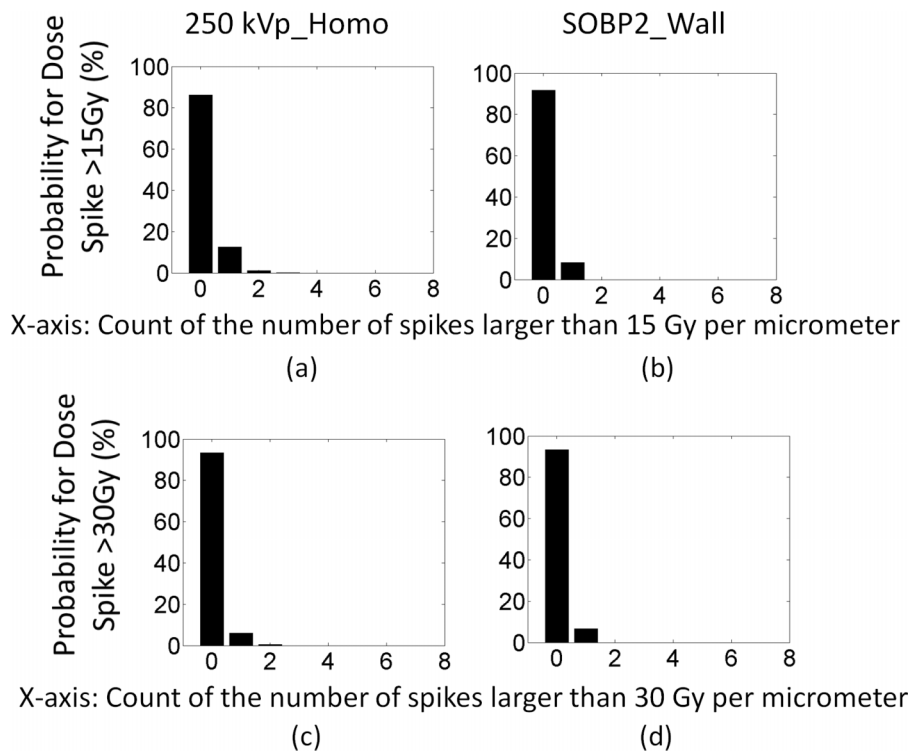 250 kVp_Homo
SOBP2_Wall
Probability for Dose
Spike >15Gy (%)
100
80
60
40
20
0
0 2 4 6 8
100
80
60
40
20
0
0 2 4 6 8
X-axis: Count of the number of spikes larger than 15 Gy per micrometer
(a)
(b)
Probability for Dose
Spike >30Gy (%)
100
80
60
40
20
0
0 2 4 6 8
100
80
60
40
20
0
0 2 4 6 8
X-axis: Count of the number of spikes larger than 30 Gy per micrometer
(c)
(d)